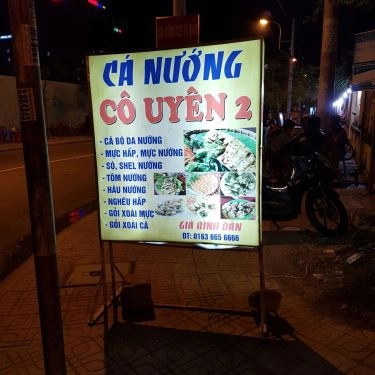 CÁ NƯỚNG
CÔ UYÊN 2
- CÁ BÒ DA NƯỚNG
- MỰC HẤP, MỰC NƯỚNG
- SÒ, SHEL NƯỚNG
- TÔM NƯỚNG
- HÀU NƯỚNG
- NGHÊU HẤP
- GỎI XOÀI MỰC
- GỎI XOÀI CÁ
GIÁ BÌNH DÂN
ĐT: 0163 665 6666